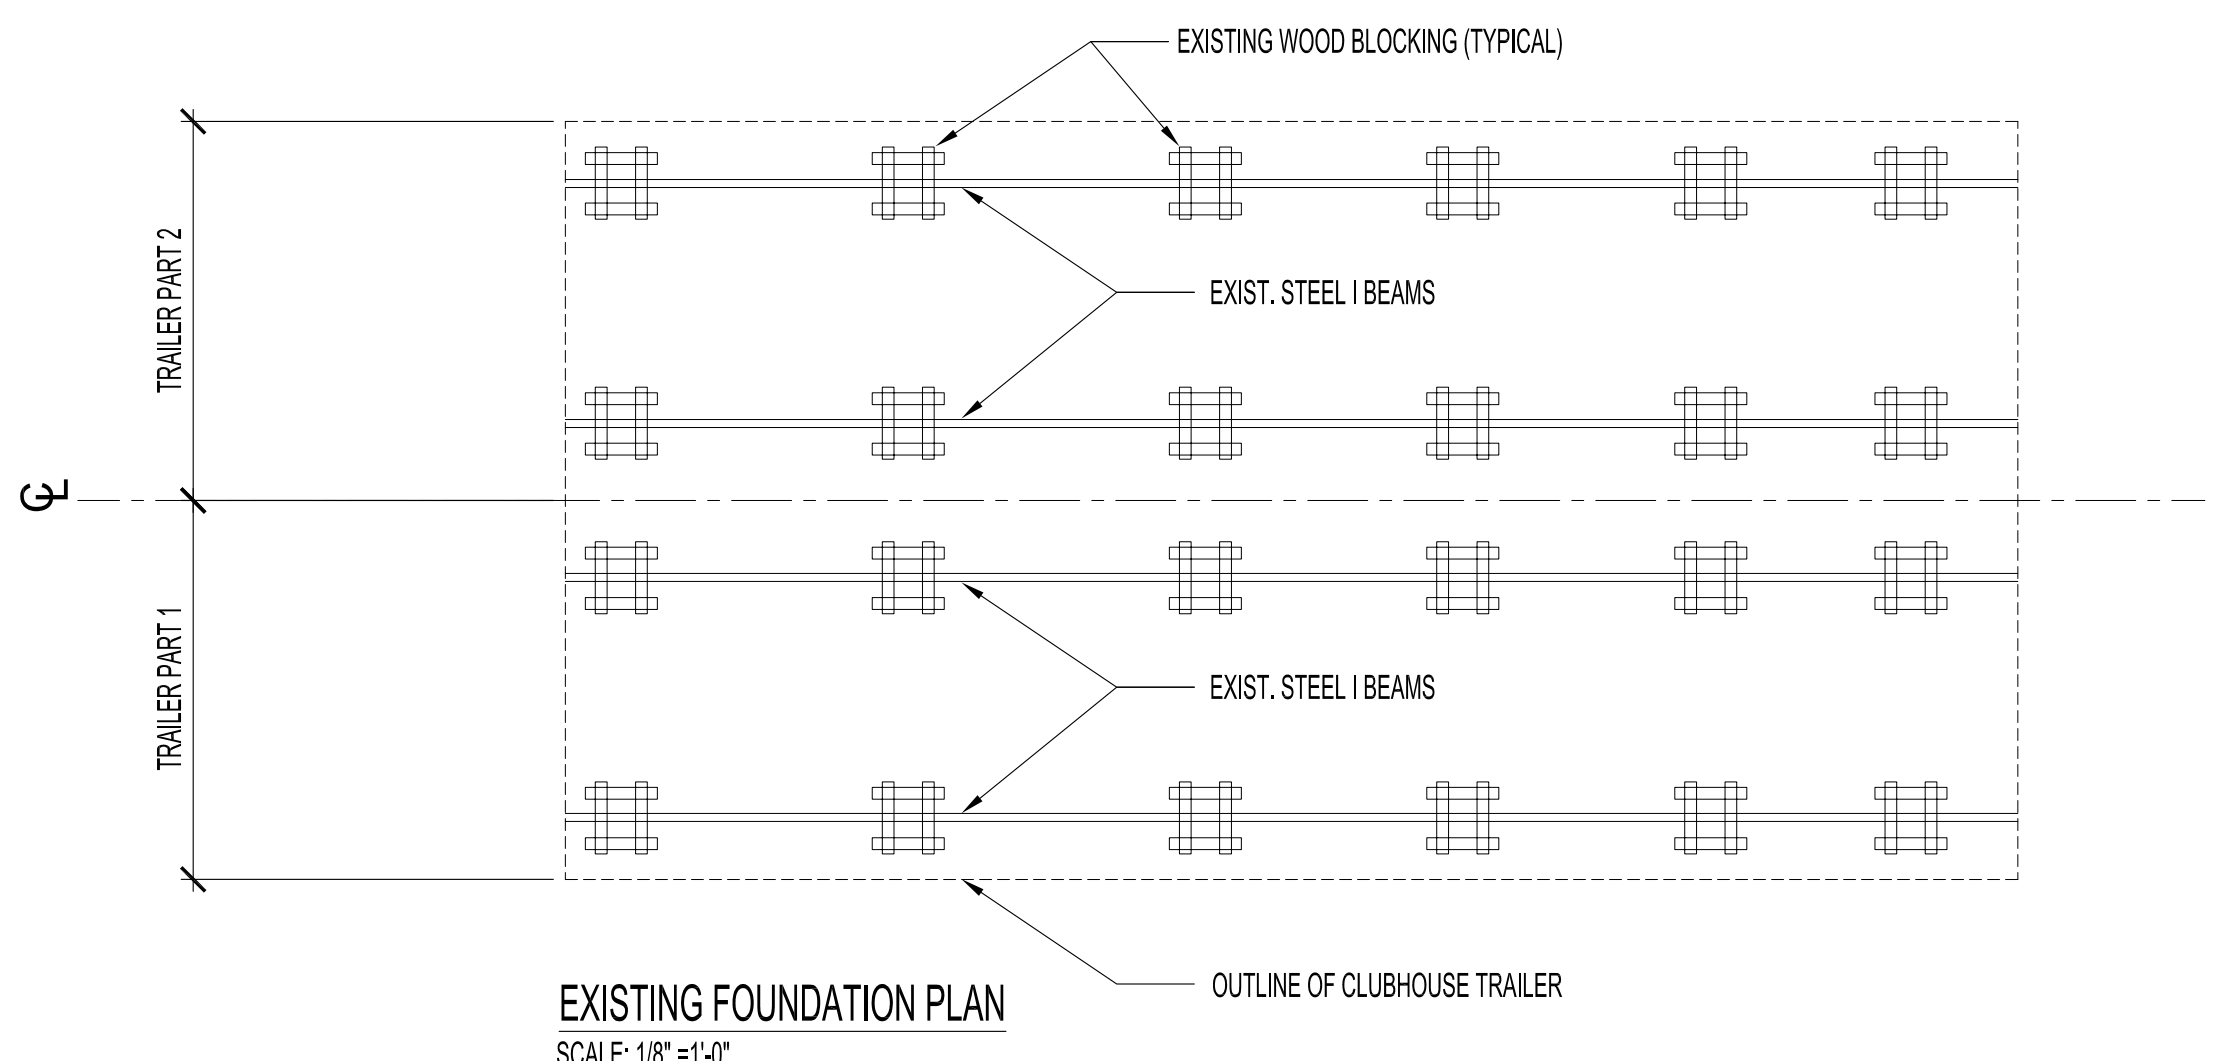 EXISTING WOOD BLOCKING (TYPICAL)
TRAILER PART 2
EXIST. STEEL I BEAMS
℄
TRAILER PART 1
EXIST. STEEL I BEAMS
OUTLINE OF CLUBHOUSE TRAILER
EXISTING FOUNDATION PLAN
SCALE: 1/8" =1'-0"